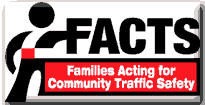 FACTS
Families Acting for
Community Traffic Safety